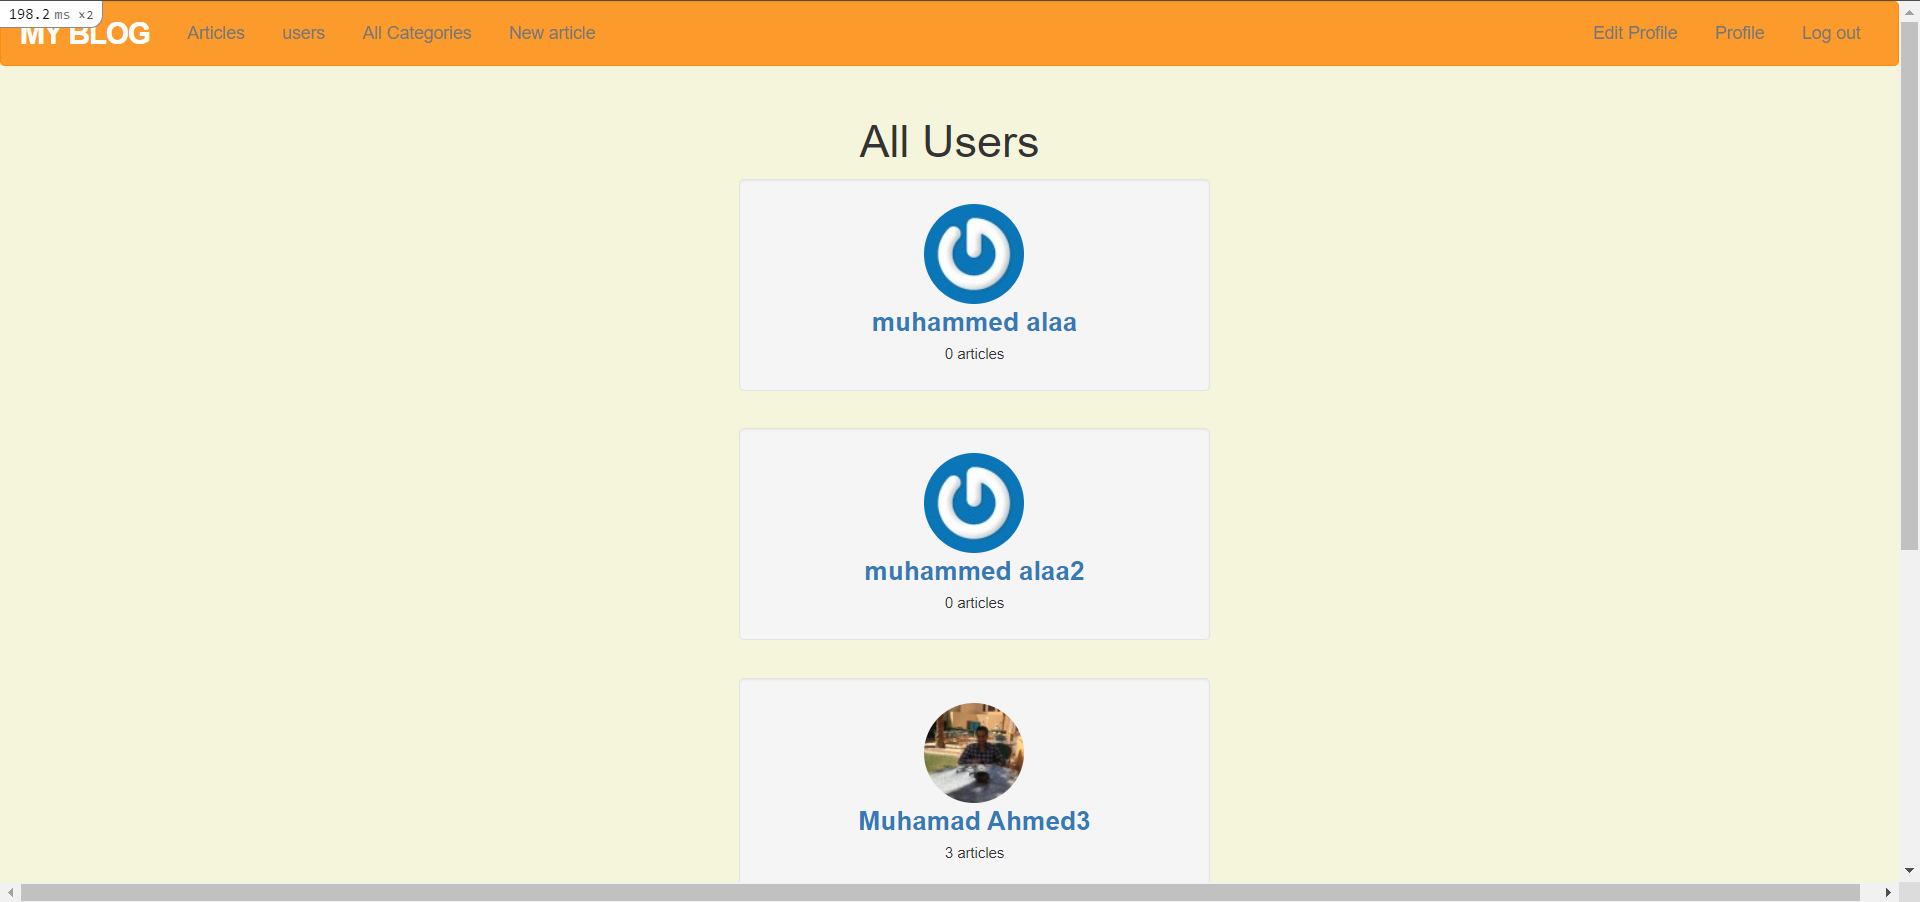 198.2 ms ×2
MY BLOG Articles users All Categories New article Edit Profile Profile Log out
All Users
muhammed alaa
0 articles
muhammed alaa2
0 articles
Muhamad Ahmed3
3 articles